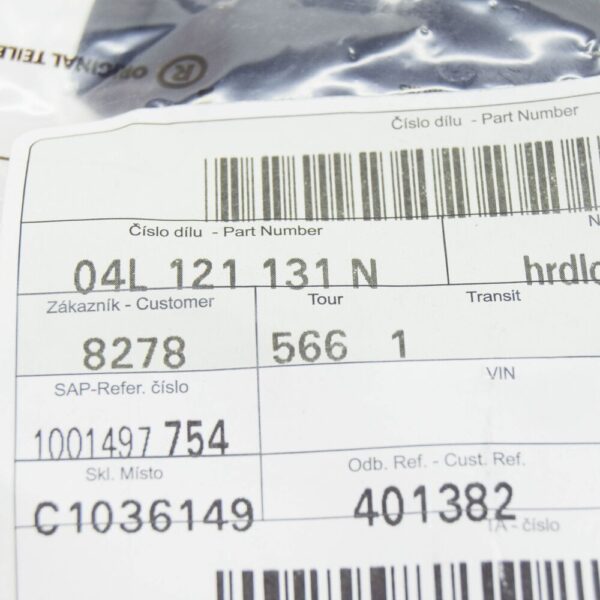 ORIGINAL TEILE ®
Číslo dílu - Part Number
Číslo dílu - Part Number
N
04L 121 131 N
hrdlo
Zákazník - Customer
Tour
Transit
8278
566 1
SAP-Refer. číslo
VIN
1001497 754
Skl. Místo
Odb. Ref. - Cust. Ref.
C1036149
401382
TA - číslo